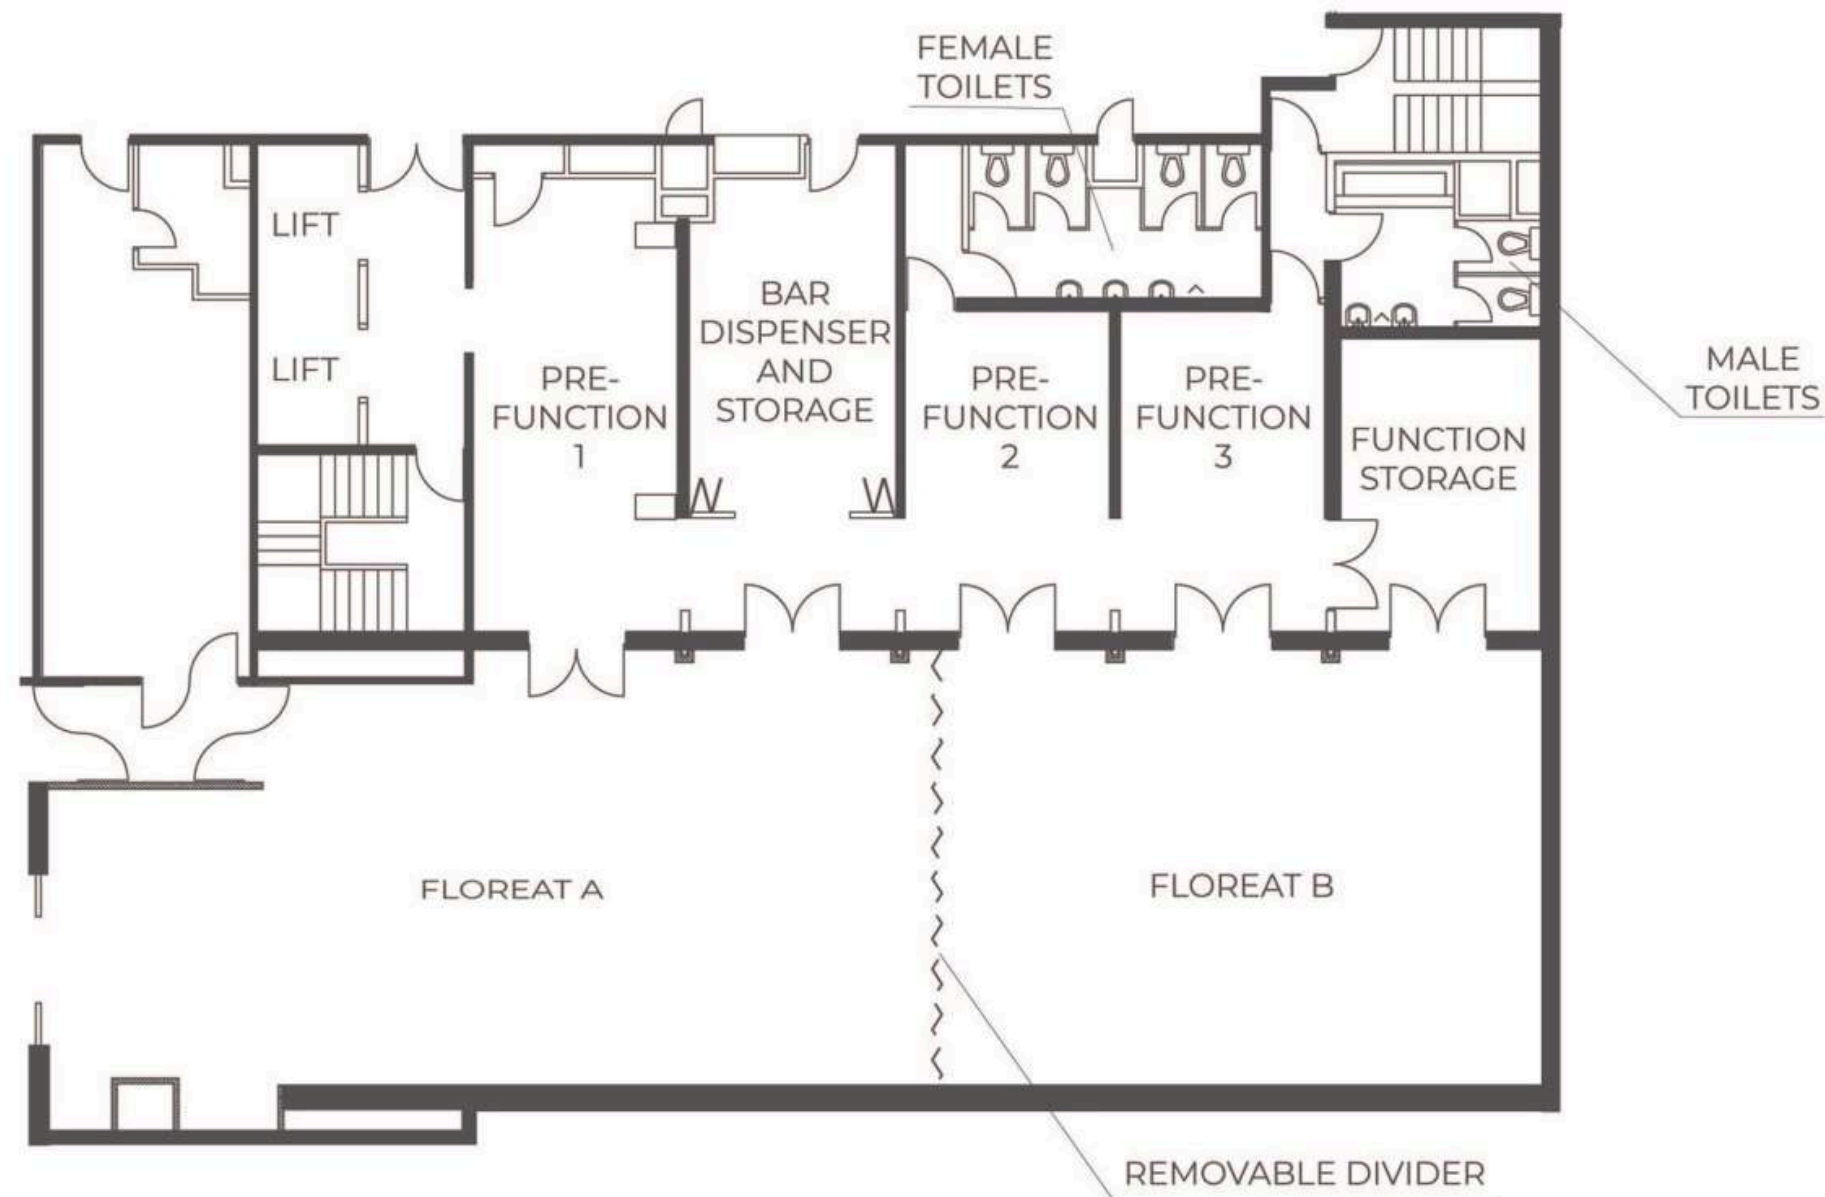 FEMALE
TOILETS
LIFT
LIFT
PRE-
FUNCTION
1
BAR
DISPENSER
AND
STORAGE
PRE-
FUNCTION
2
PRE-
FUNCTION
3
FUNCTION
STORAGE
MALE
TOILETS
FLOREAT A
FLOREAT B
REMOVABLE DIVIDER